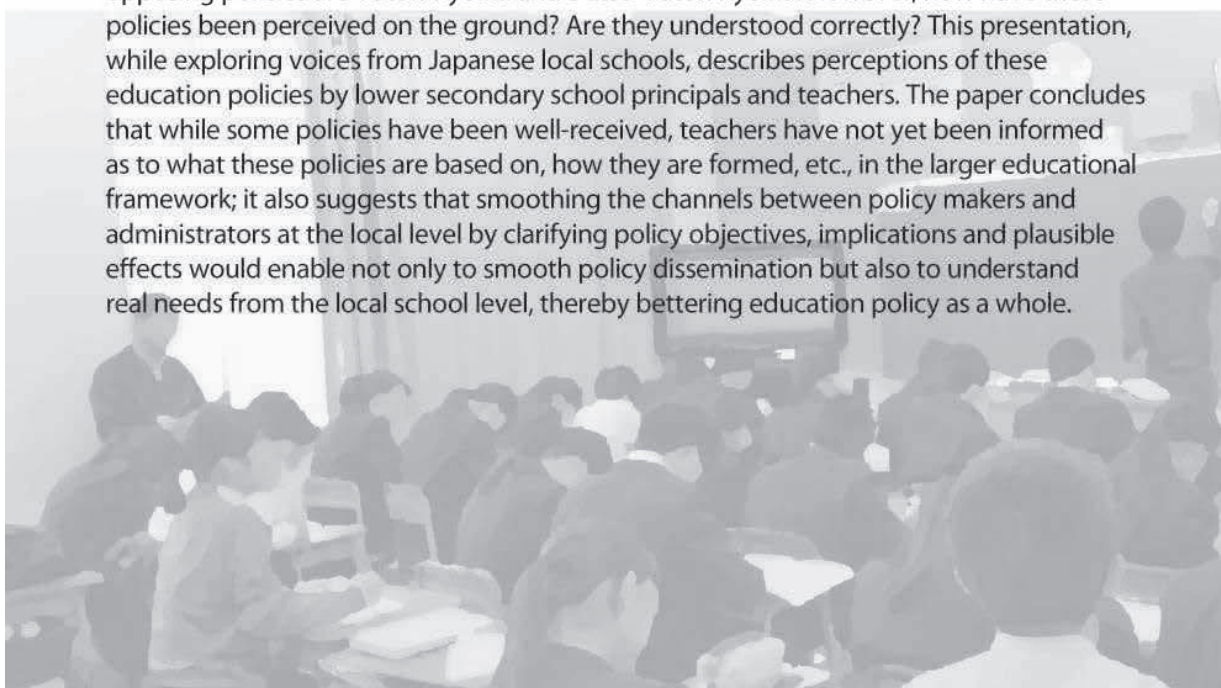 policies been perceived on the ground? Are they understood correctly? This presentation,
while exploring voices from Japanese local schools, describes perceptions of these
education policies by lower secondary school principals and teachers. The paper concludes
that while some policies have been well-received, teachers have not yet been informed
as to what these policies are based on, how they are formed, etc., in the larger educational
framework; it also suggests that smoothing the channels between policy makers and
administrators at the local level by clarifying policy objectives, implications and plausible
effects would enable not only to smooth policy dissemination but also to understand
real needs from the local school level, thereby bettering education policy as a whole.